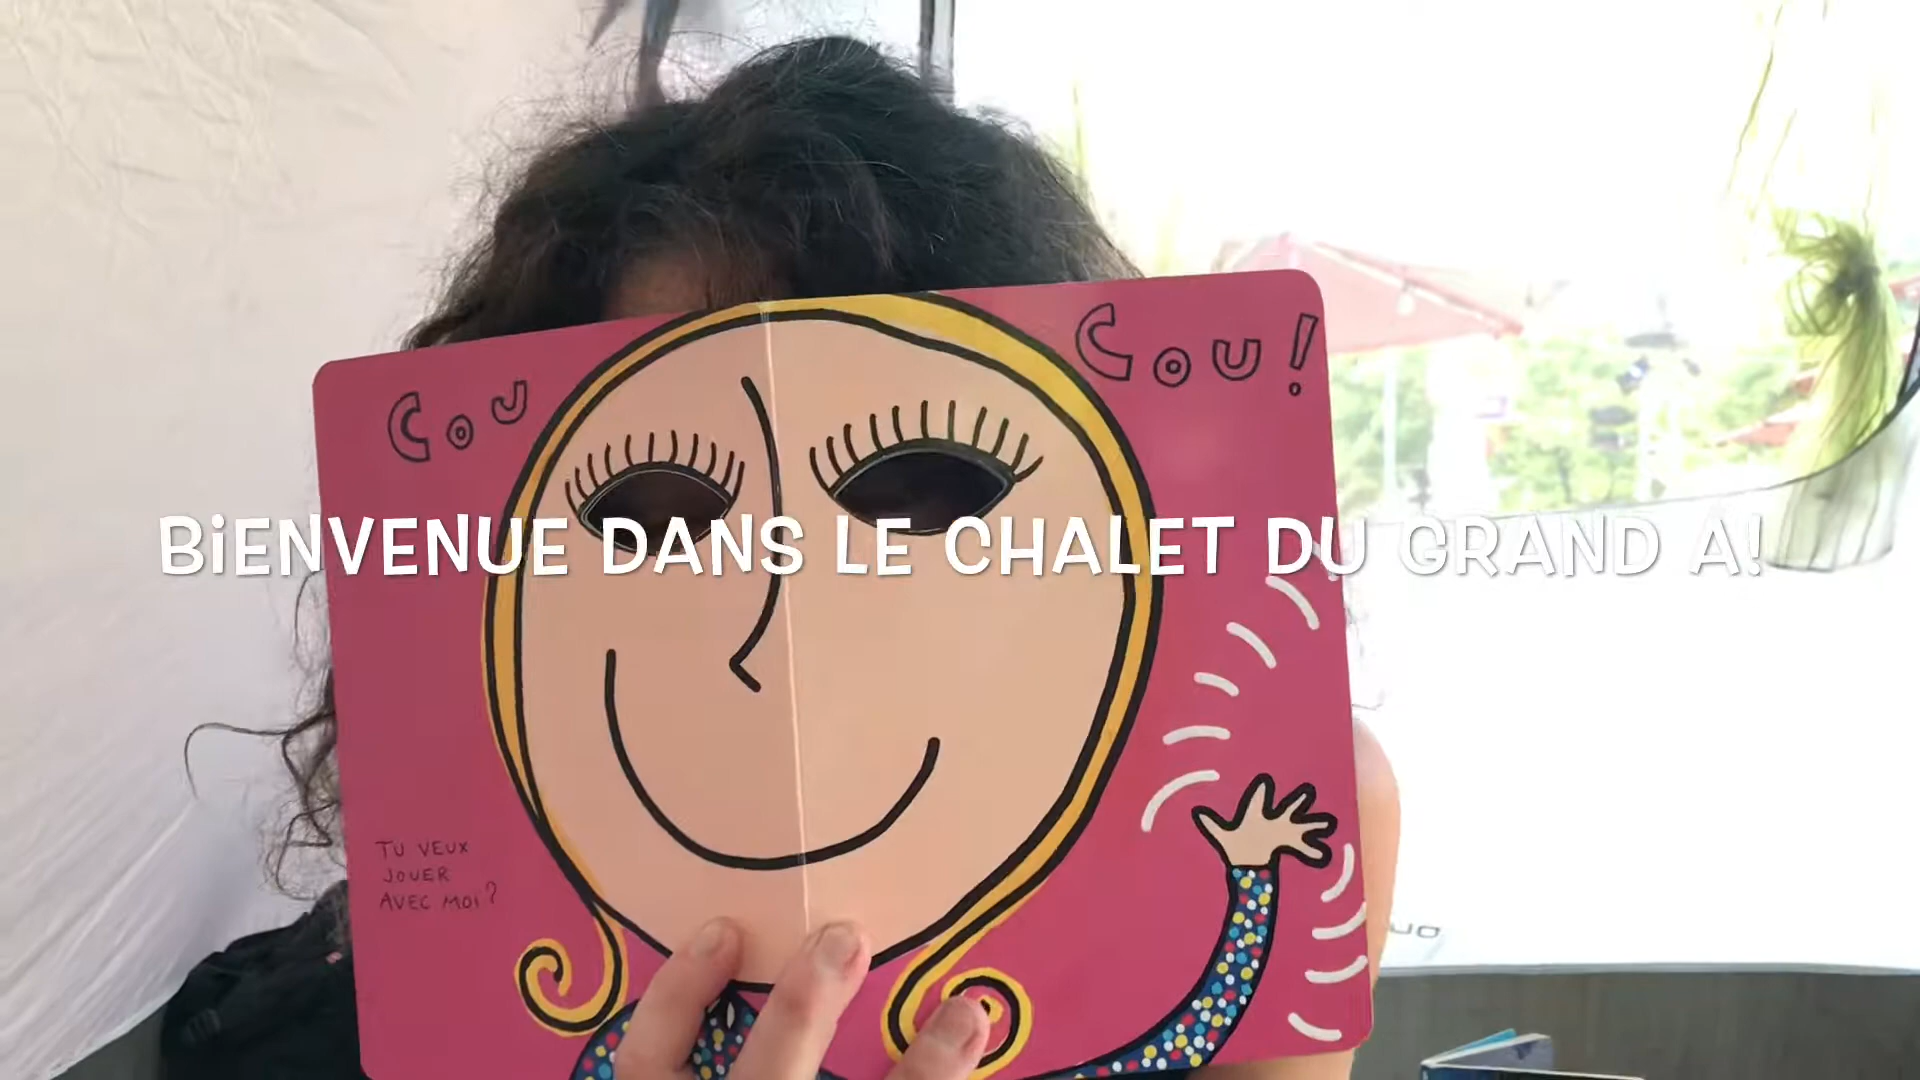 COU
COU!
BiENVENUE DANS LE CHALET DU GRAND A!
TU VEUX
JOUER
AVEC MOi?